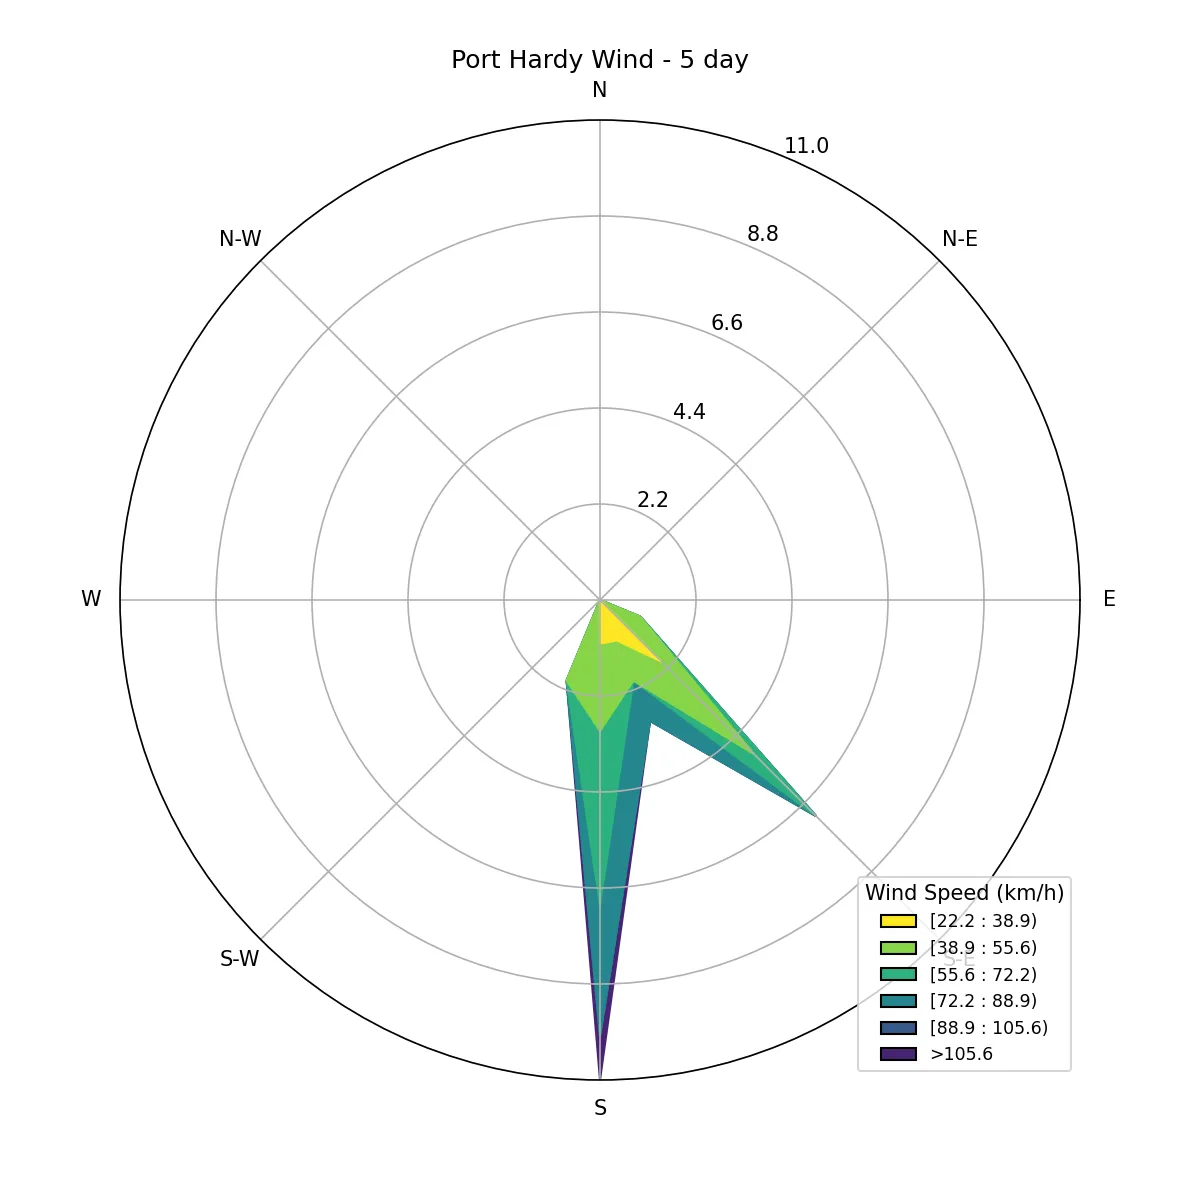 Port Hardy Wind - 5 day
N
11.0
N-W
8.8
N-E
6.6
4.4
2.2
W
E
Wind Speed (km/h)
[22.2 : 38.9)
[38.9 : 55.6)
S-W
S-E
[55.6 : 72.2)
[72.2 : 88.9)
[88.9 : 105.6)
>105.6
S